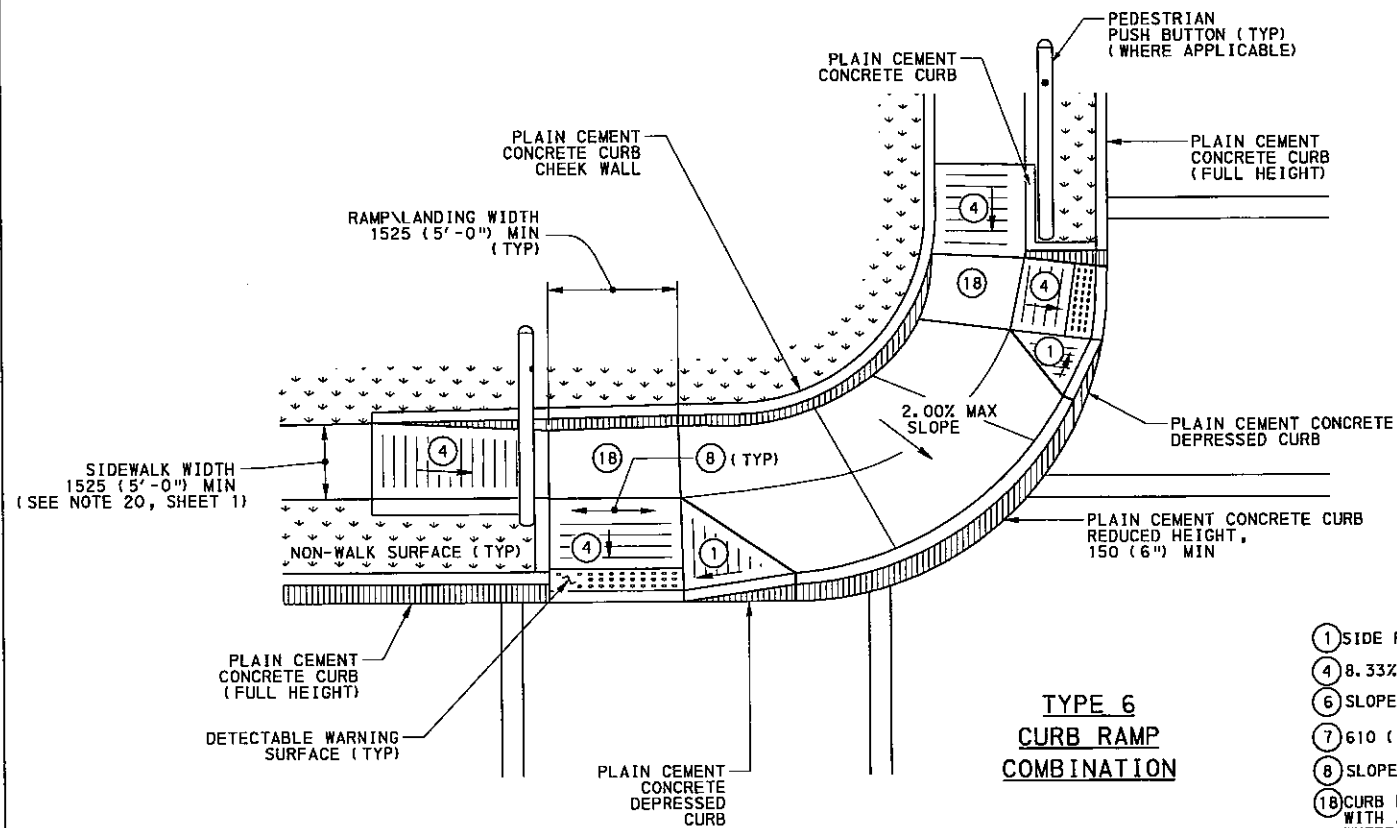 PEDESTRIAN
PUSH BUTTON (TYP)
(WHERE APPLICABLE)
PLAIN CEMENT
CONCRETE CURB
PLAIN CEMENT
CONCRETE CURB
CHEEK WALL
PLAIN CEMENT
CONCRETE CURB
(FULL HEIGHT)
RAMP\LANDING WIDTH
1525 (5'-0") MIN
(TYP)
4
18
4
1
2.00% MAX
SLOPE
PLAIN CEMENT CONCRETE
DEPRESSED CURB
SIDEWALK WIDTH
1525 (5'-0") MIN
(SEE NOTE 20, SHEET 1)
4
18
8 (TYP)
PLAIN CEMENT CONCRETE CURB
REDUCED HEIGHT,
150 (6") MIN
NON-WALK SURFACE (TYP)
4
1
PLAIN CEMENT
CONCRETE CURB
(FULL HEIGHT)
DETECTABLE WARNING
SURFACE (TYP)
PLAIN CEMENT
CONCRETE
DEPRESSED
CURB
TYPE 6
CURB RAMP
COMBINATION
1 SIDE
4 8.33%
6 SLOPE
7 610 (
8 SLOPE
18 CURB
WITH